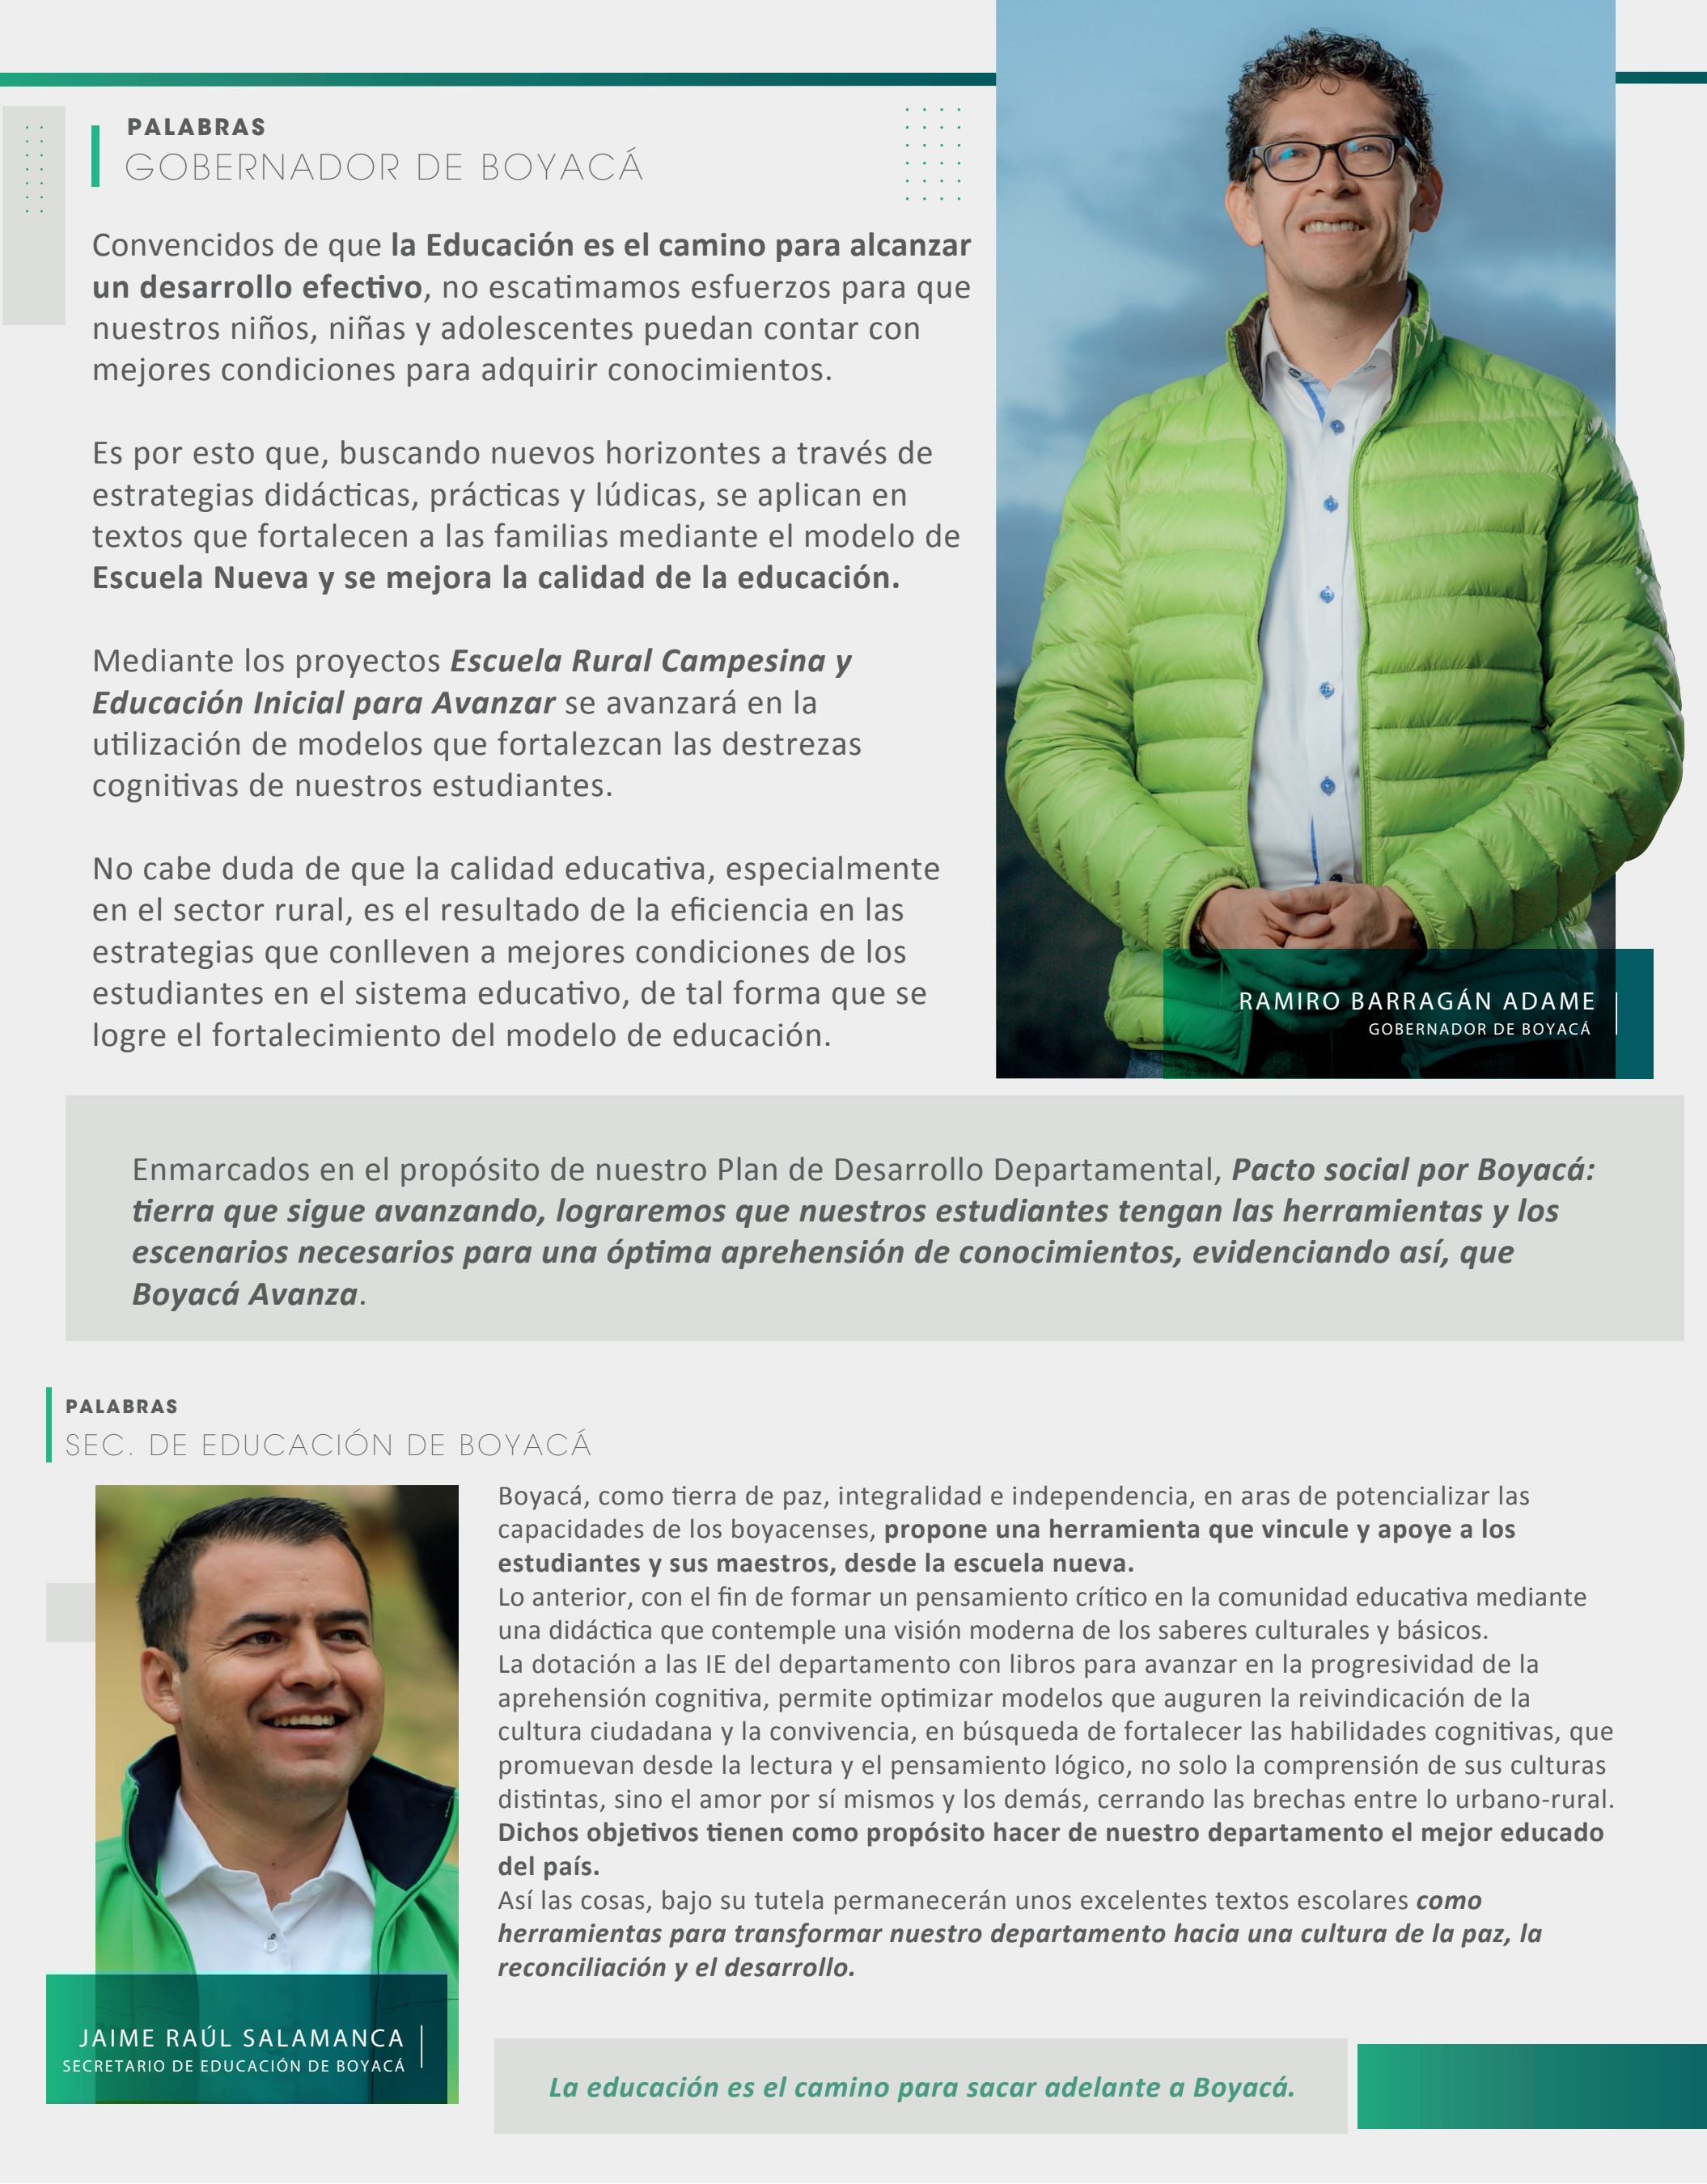 PALABRAS
GOBERNADOR DE BOYACÁ
Convencidos de que la Educación es el camino para alcanzar
un desarrollo efectivo, no escatimamos esfuerzos para que
nuestros niños, niñas y adolescentes puedan contar con
mejores condiciones para adquirir conocimientos.
Es por esto que, buscando nuevos horizontes a través de
estrategias didácticas, prácticas y lúdicas, se aplican en
textos que fortalecen a las familias mediante el modelo de
Escuela Nueva y se mejora la calidad de la educación.
Mediante los proyectos Escuela Rural Campesina y
Educación Inicial para Avanzar se avanzará en la
utilización de modelos que fortalezcan las destrezas
cognitivas de nuestros estudiantes.
No cabe duda de que la calidad educativa, especialmente
en el sector rural, es el resultado de la eficiencia en las
estrategias que conlleven a mejores condiciones de los
estudiantes en el sistema educativo, de tal forma que se
logre el fortalecimiento del modelo de educación.
RAMIRO BARRAGÁN ADAME
GOBERNADOR DE BOYACÁ
Enmarcados en el propósito de nuestro Plan de Desarrollo Departamental, Pacto social por Boyacá:
tierra que sigue avanzando, lograremos que nuestros estudiantes tengan las herramientas y los
escenarios necesarios para una óptima aprehensión de conocimientos, evidenciando así, que
Boyacá Avanza.
PALABRAS
SEC. DE EDUCACIÓN DE BOYACÁ
Boyacá, como tierra de paz, integralidad e independencia, en aras de potencializar las
capacidades de los boyacenses, propone una herramienta que vincule y apoye a los
estudiantes y sus maestros, desde la escuela nueva.
Lo anterior, con el fin de formar un pensamiento crítico en la comunidad educativa mediante
una didáctica que contemple una visión moderna de los saberes culturales y básicos.
La dotación a las IE del departamento con libros para avanzar en la progresividad de la
aprehensión cognitiva, permite optimizar modelos que auguren la reivindicación de la
cultura ciudadana y la convivencia, en búsqueda de fortalecer las habilidades cognitivas, que
promuevan desde la lectura y el pensamiento lógico, no solo la comprensión de sus culturas
distintas, sino el amor por sí mismos y los demás, cerrando las brechas entre lo urbano-rural.
Dichos objetivos tienen como propósito hacer de nuestro departamento el mejor educado
del país.
Así las cosas, bajo su tutela permanecerán unos excelentes textos escolares como
herramientas para transformar nuestro departamento hacia una cultura de la paz, la
reconciliación y el desarrollo.
JAIME RAÚL SALAMANCA
SECRETARIO DE EDUCACIÓN DE BOYACÁ
La educación es el camino para sacar adelante a Boyacá.